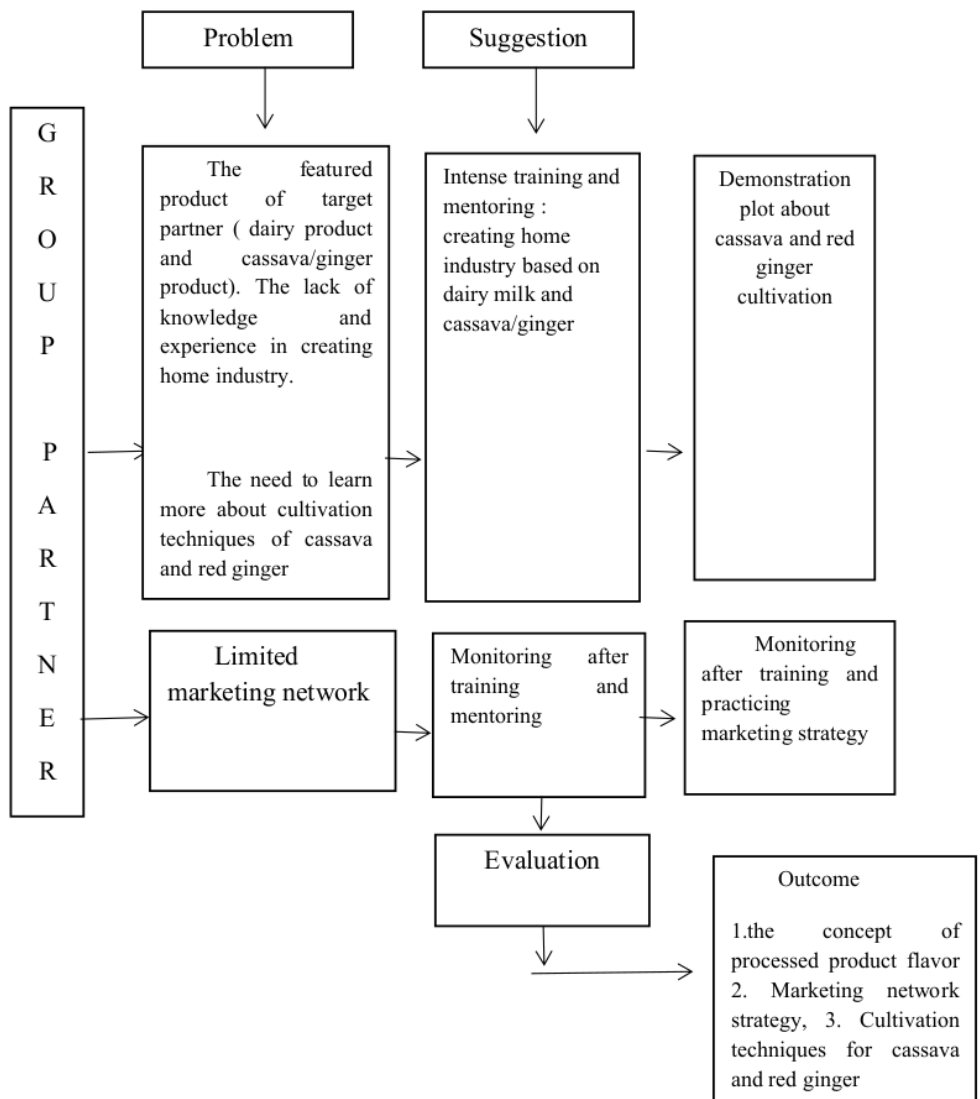 Problem
Suggestion
G
R
O
U
P
P
A
R
T
N
E
R
The featured
product of target
partner ( dairy product
and cassava/ginger
product). The lack of
knowledge and
experience in creating
home industry.
The need to learn
more about cultivation
techniques of cassava
and red ginger
Intense training and
mentoring :
creating home
industry based on
dairy milk and
cassava/ginger
Demonstration
plot about
cassava and red
ginger
cultivation
Limited
marketing network
Monitoring after
training and
mentoring
Monitoring
after training and
practicing
marketing strategy
Evaluation
Outcome
1.the concept of
processed product flavor
2. Marketing network
strategy, 3. Cultivation
techniques for cassava
and red ginger